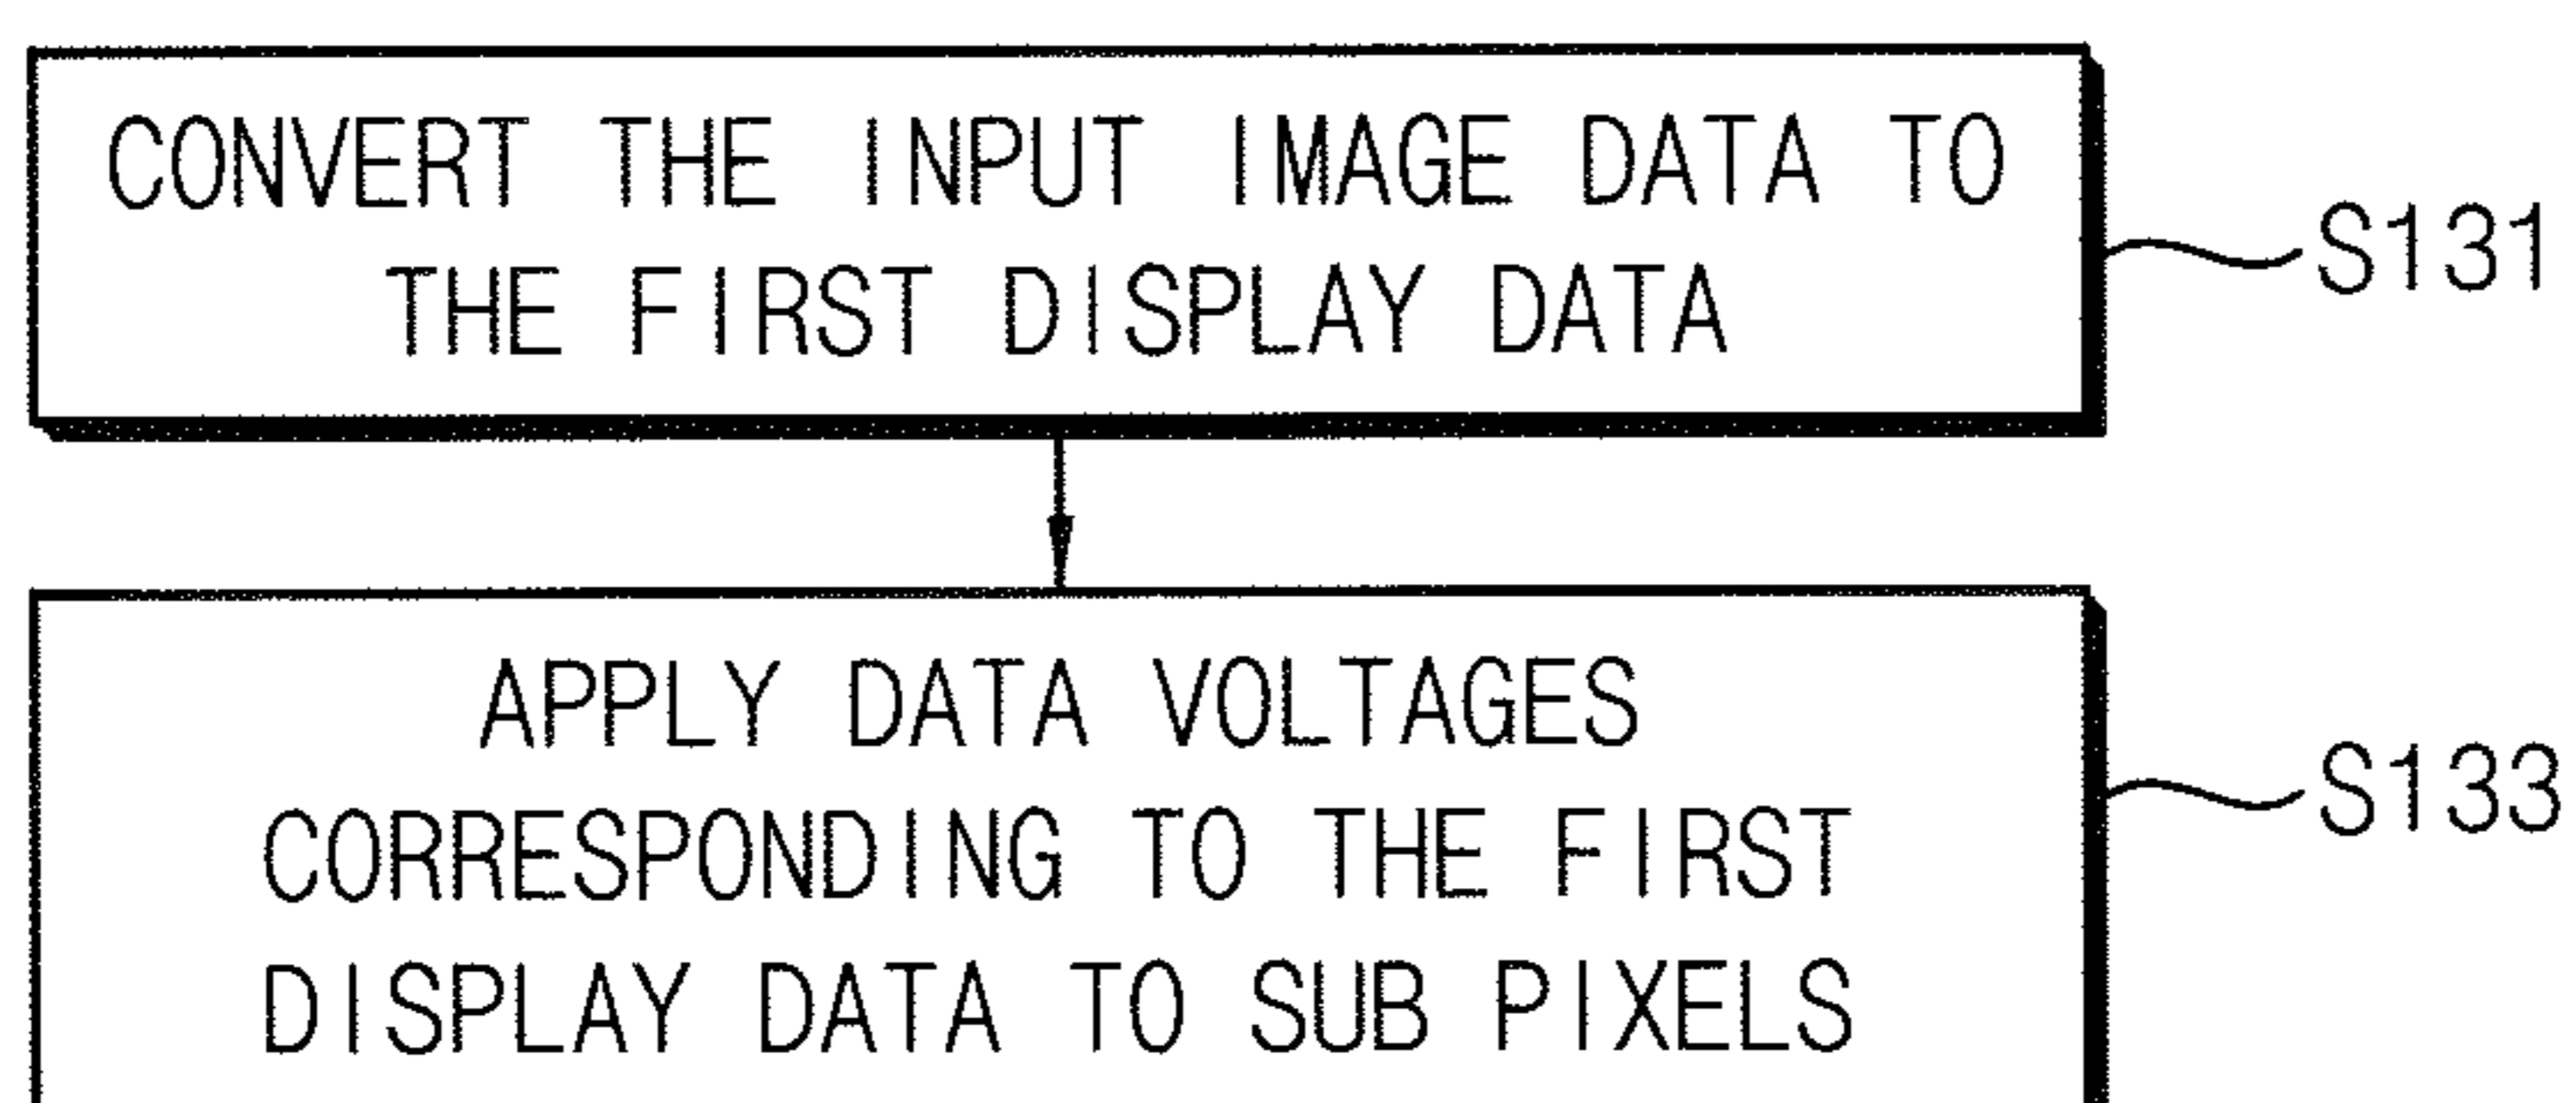 CONVERT THE INPUT IMAGE DATA TO
THE FIRST DISPLAY DATA
S131
APPLY DATA VOLTAGES
CORRESPONDING TO THE FIRST
DISPLAY DATA TO SUB PIXELS
S133